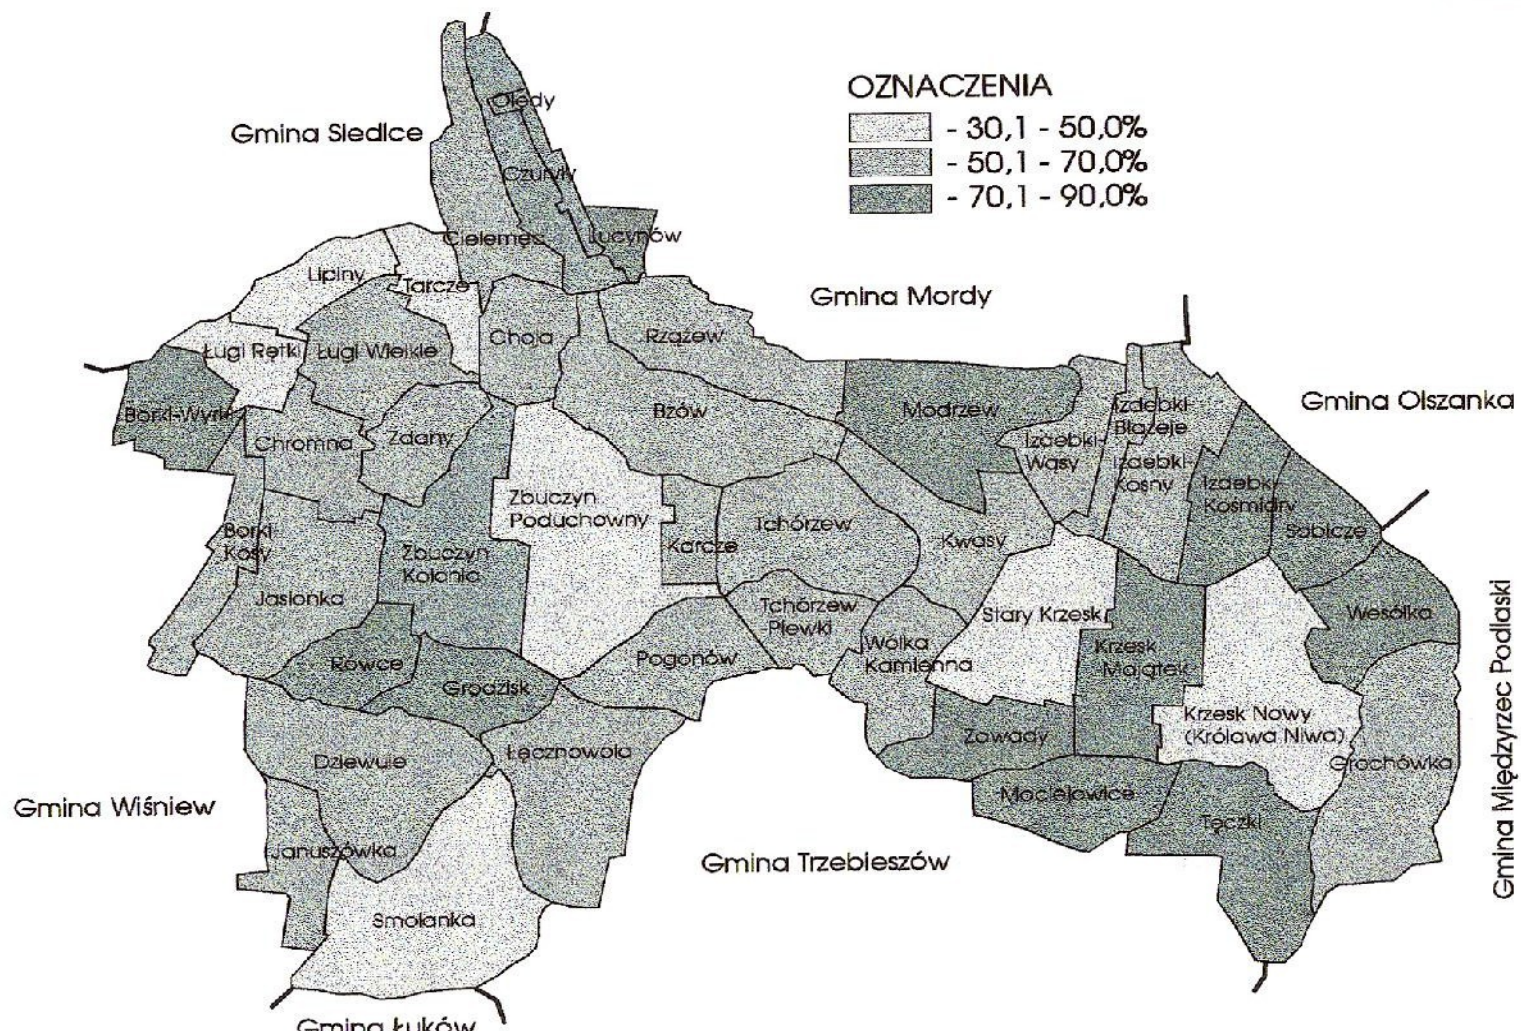 OZNACZENIA
- 30,1 - 50,0%
- 50,1 - 70,0%
- 70,1 - 90,0%
Gmina Siedlce
Olędy
Czuryły
Cielemęc
Lucynów
Lipiny
Tarcze
Gmina Mordy
Ługi Rętki
Ługi Wielkie
Choja
Rzążew
Borki-Wyrki
Chromna
Zdany
Bzów
Modrzew
Izdebki-
Błażeje
Izdebki-
Wąsy
Izdebki-
Kosny
Izdebki-
Kośmidry
Gmina Olszanka
Zbuczyn
Poduchowny
Borki-
Kosy
Zbuczyn
Kolonia
Karcze
Tchórzew
Kwasy
Sobicze
Jasionka
Tchórzew
Plewki
Stary Krzesk
Wesółka
Rówce
Grodzisk
Pogonów
Wólka
Kamienna
Krzesk
Majątek
Dziewule
Łęcznowola
Zawady
Krzesk Nowy
(Królawa Niwa)
Grochówka
Gmina Międzyrzec Podlaski
Gmina Wiśniew
Maciejowice
Tęczki
Januszówka
Gmina Trzebieszów
Smolanka
Gmina Łuków